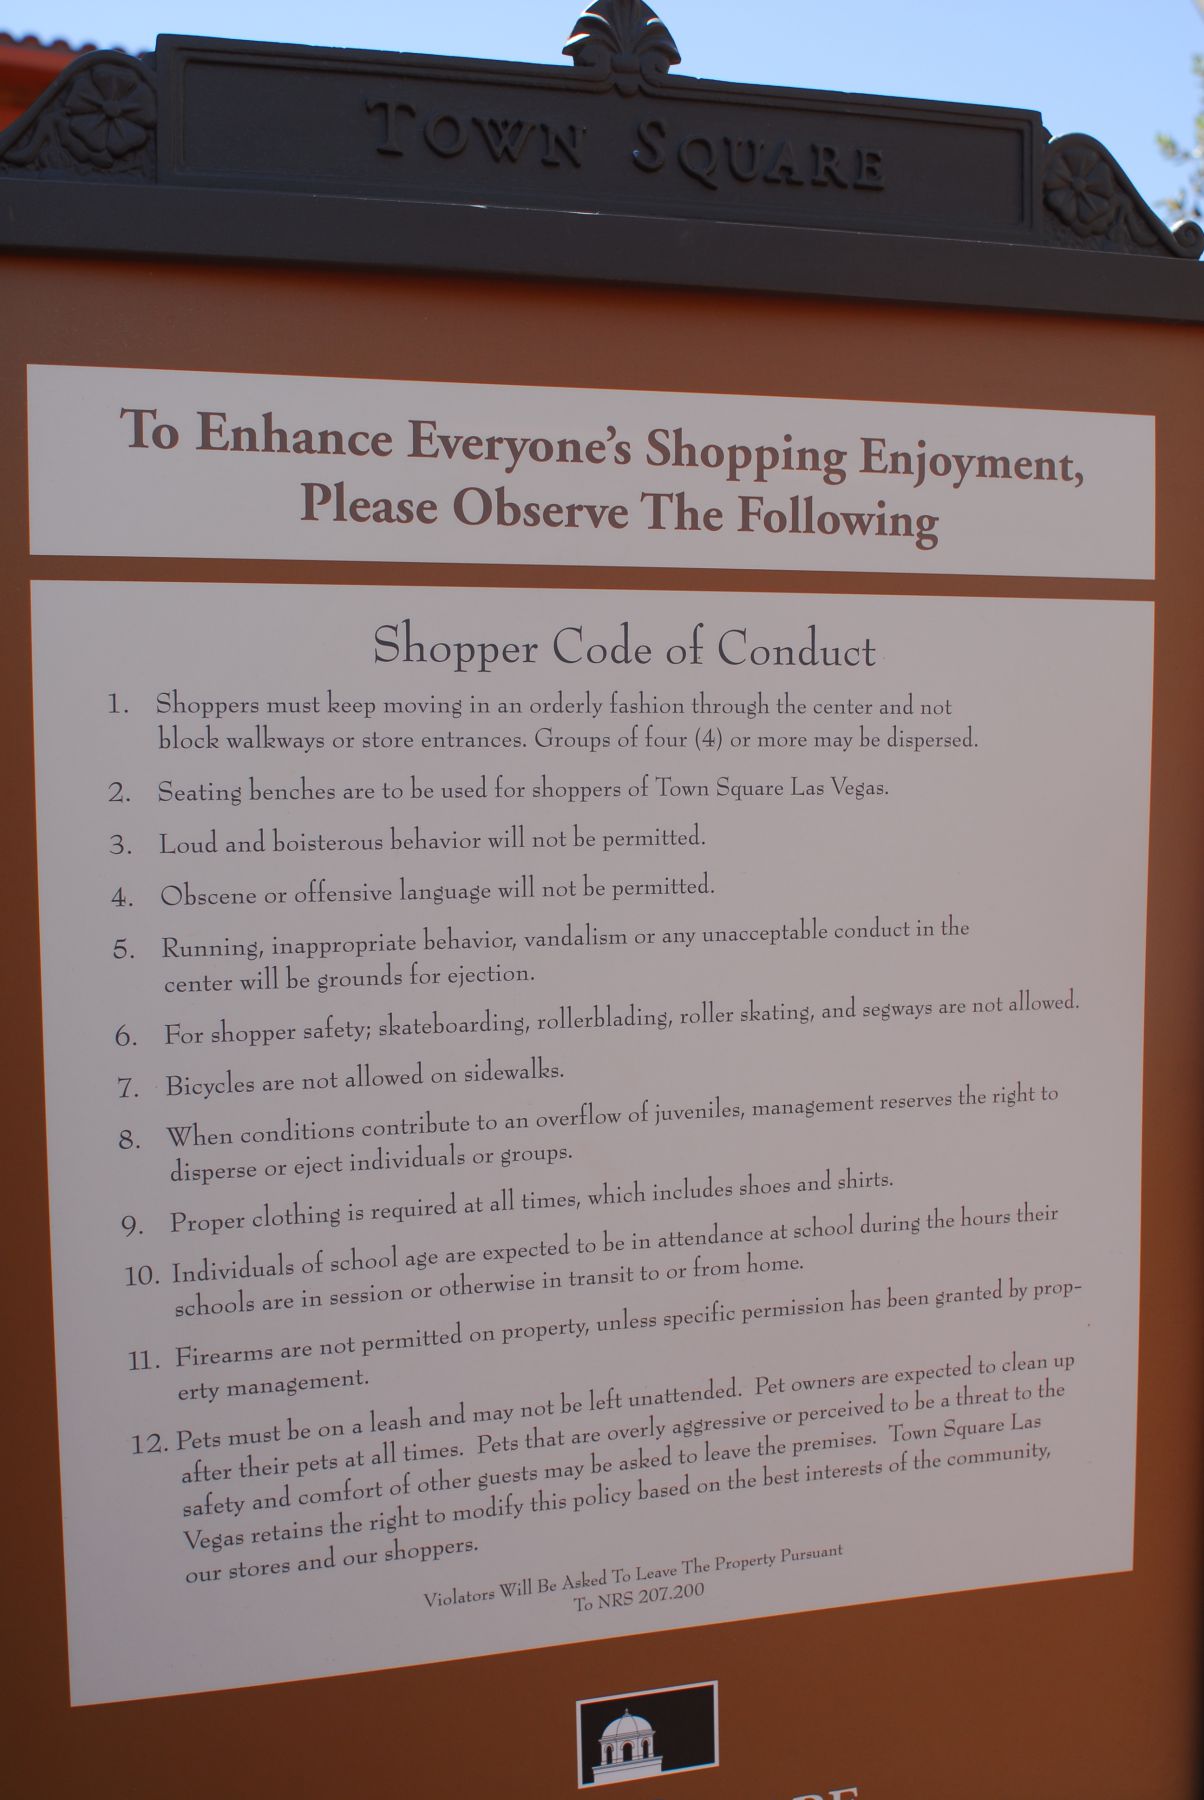 TOWN SQUARE
To Enhance Everyone's Shopping Enjoyment,
Please Observe The Following
Shopper Code of Conduct
1. Shoppers must keep moving in an orderly fashion through the center and not
block walkways or store entrances. Groups of four (4) or more may be dispersed.
2. Seating benches are to be used for shoppers of Town Square Las Vegas.
3. Loud and boisterous behavior will not be permitted.
4. Obscene or offensive language will not be permitted.
5. Running, inappropriate behavior, vandalism or any unacceptable conduct in the
center will be grounds for ejection.
6. For shopper safety; skateboarding, rollerblading, roller skating, and segways are not allowed.
7. Bicycles are not allowed on sidewalks.
8. When conditions contribute to an overflow of juveniles, management reserves the right to
disperse or eject individuals or groups.
9. Proper clothing is required at all times, which includes shoes and shirts.
10. Individuals of school age are expected to be in attendance at school during the hours their
schools are in session or otherwise in transit to or from home.
11. Firearms are not permitted on property, unless specific permission has been granted by prop-
erty management.
12. Pets must be on a leash and may not be left unattended. Pet owners are expected to clean up
after their pets at all times. Pets that are overly aggressive or perceived to be a threat to the
safety and comfort of other guests may be asked to leave the premises. Town Square Las
Vegas retains the right to modify this policy based on the best interests of the community,
our stores and our shoppers.
Violators Will Be Asked To Leave The Property Pursuant
To NRS 207.200